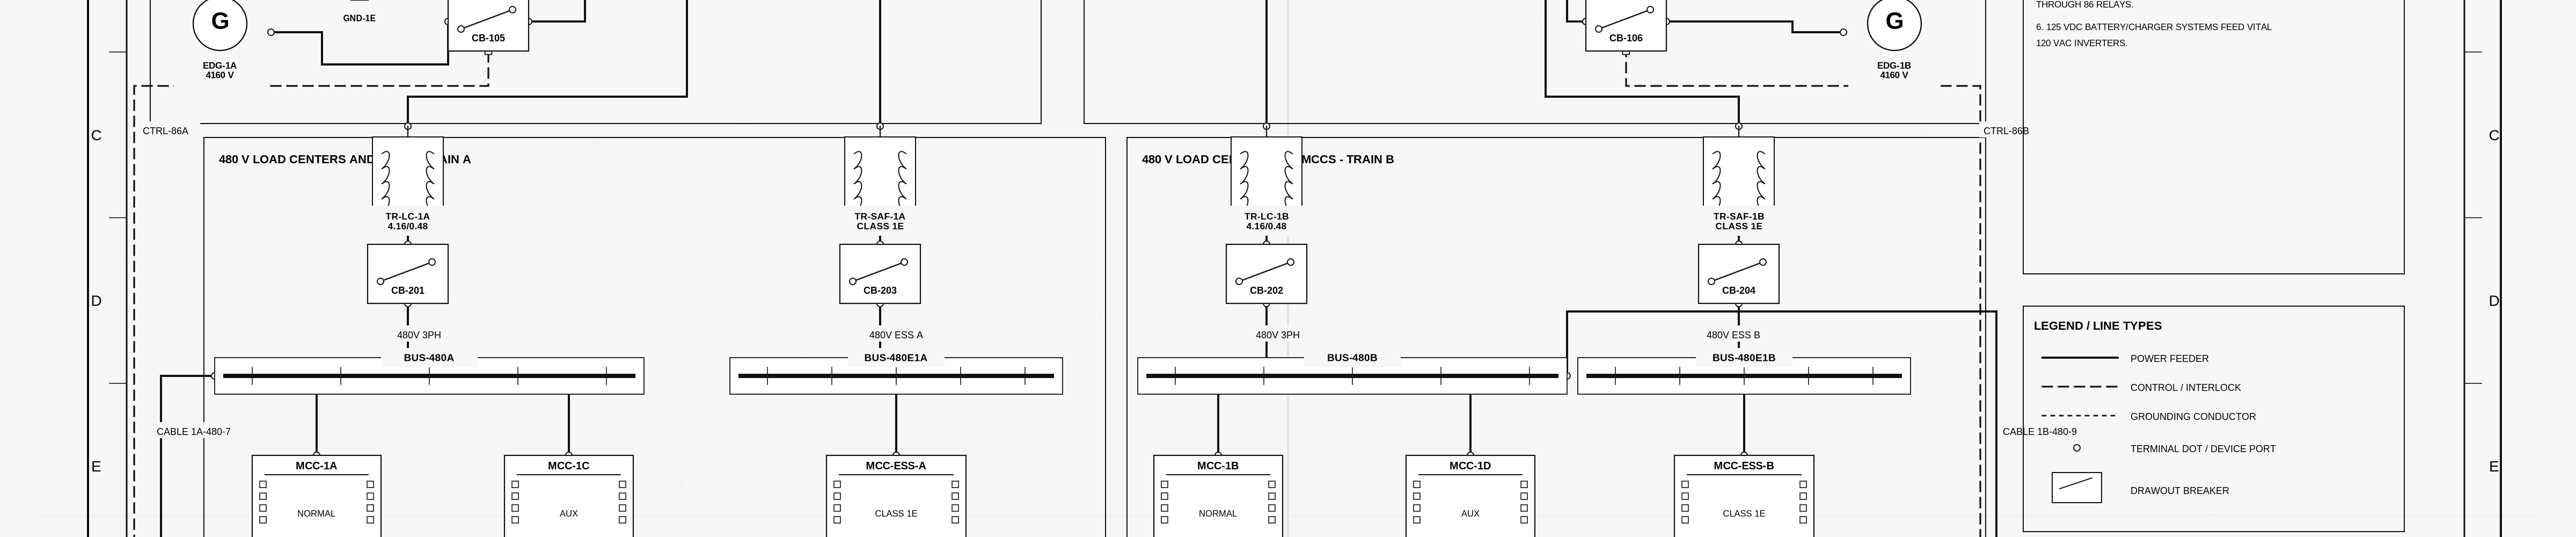 THROUGH 86 RELAYS.
6. 125 VDC BATTERY/CHARGER SYSTEMS FEED VITAL
120 VAC INVERTERS.
G
EDG-1A
4160 V
GND-1E
CB-105
CB-106
G
EDG-1B
4160 V
C
CTRL-86A
CTRL-86B
C
480 V LOAD CENTERS AND
AIN A
480 V LOAD CE
MCCS - TRAIN B
TR-LC-1A
4.16/0.48
TR-SAF-1A
CLASS 1E
TR-LC-1B
4.16/0.48
TR-SAF-1B
CLASS 1E
CB-201
CB-203
CB-202
CB-204
D
D
480V 3PH
480V ESS A
480V 3PH
480V ESS B
BUS-480A
BUS-480E1A
BUS-480B
BUS-480E1B
LEGEND / LINE TYPES
POWER FEEDER
CONTROL / INTERLOCK
GROUNDING CONDUCTOR
TERMINAL DOT / DEVICE PORT
DRAWOUT BREAKER
CABLE 1A-480-7
CABLE 1B-480-9
E
E
MCC-1A
NORMAL
MCC-1C
AUX
MCC-ESS-A
CLASS 1E
MCC-1B
NORMAL
MCC-1D
AUX
MCC-ESS-B
CLASS 1E